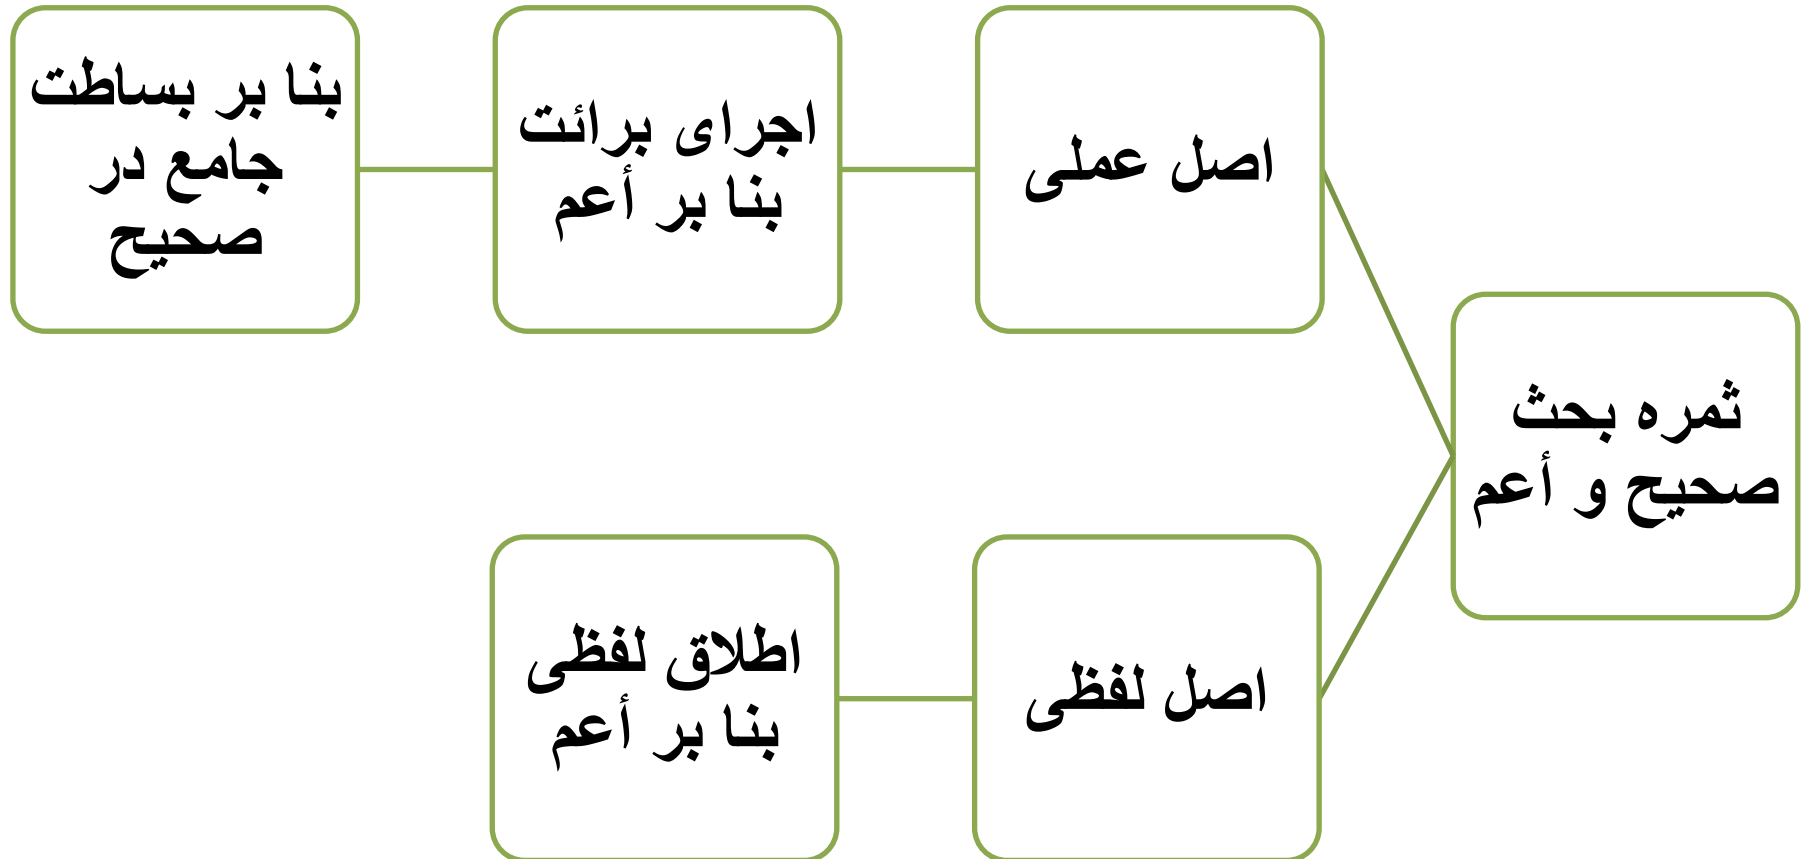 ثمره بحث
صحیح و أعم
اصل عملی
اجرای برائت
بنا بر أعم
بنا بر بساطت
جامع در
صحیح
اصل لفظی
اطلاق لفظی
بنا بر أعم